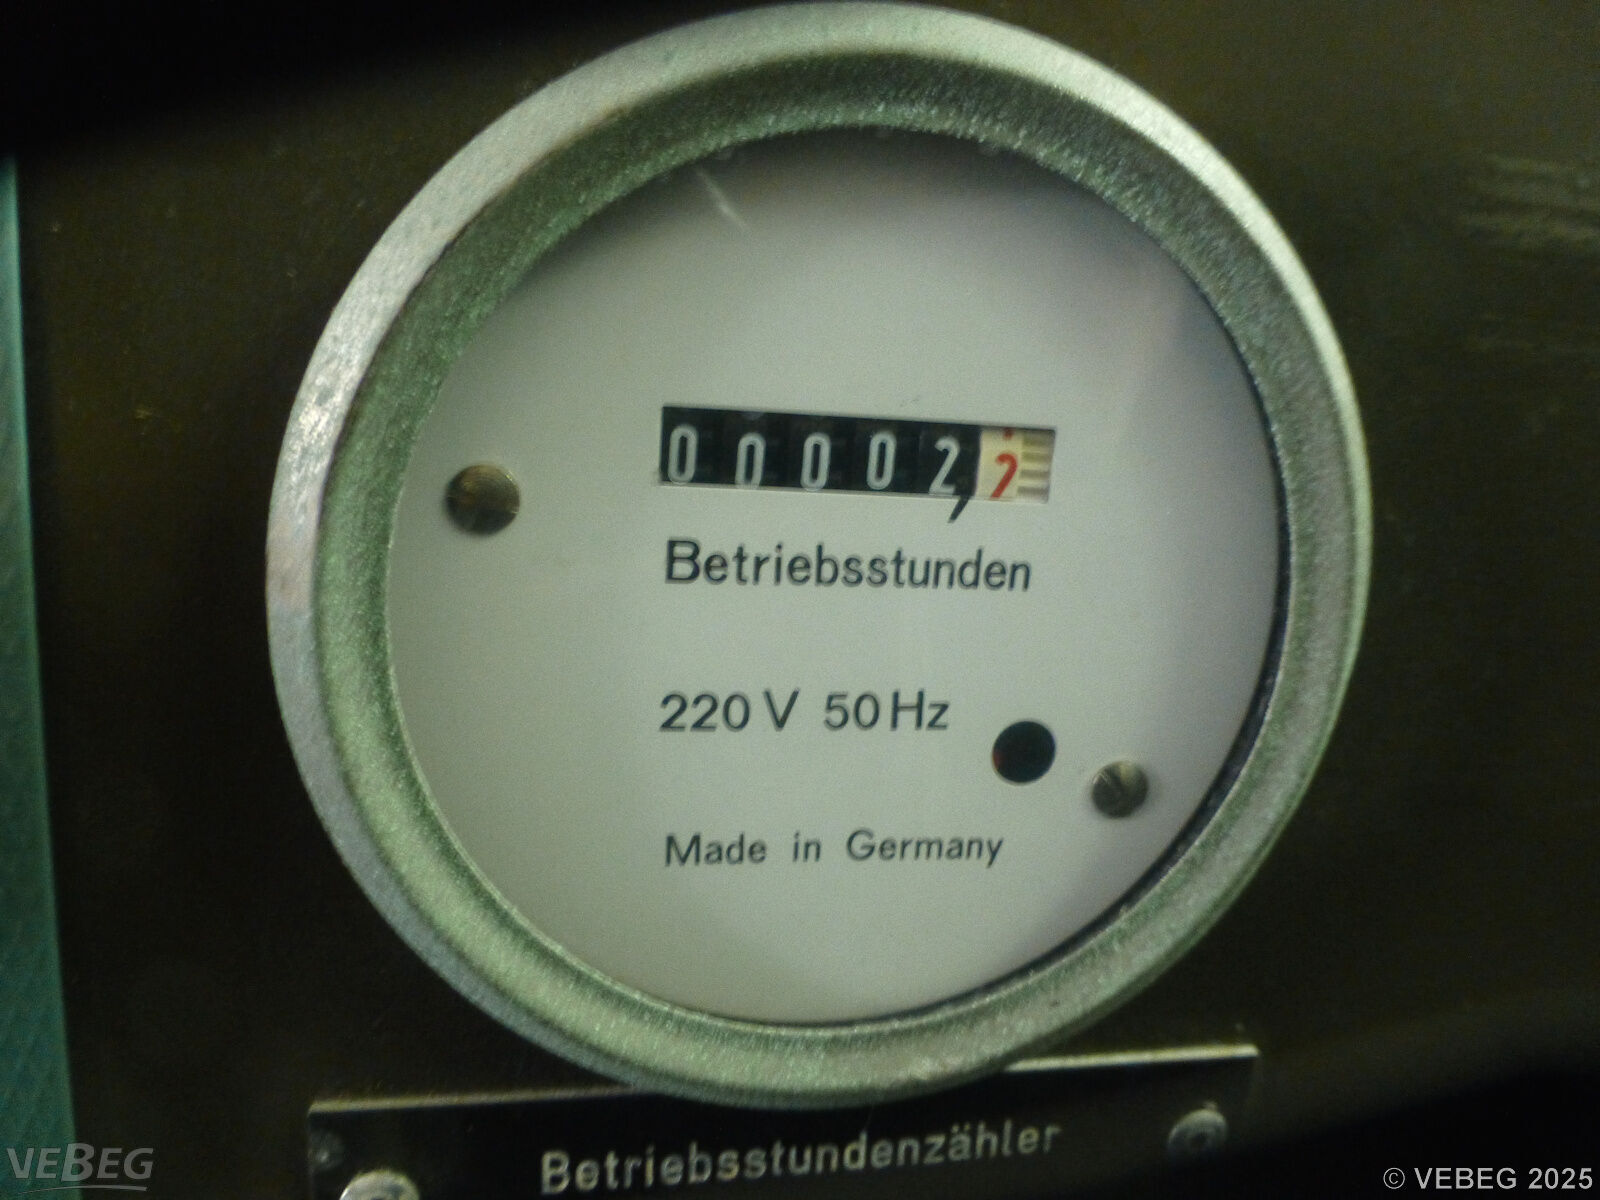 00002,2
Betriebsstunden
220 V 50 Hz
Made in Germany
Betriebsstundenzähler
VEBEG
© VEBEG 2025